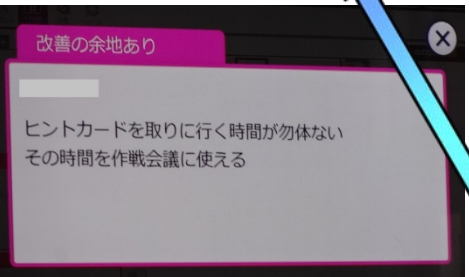 改善の余地あり
ヒントカードを取りに行く時間が勿体ない
その時間を作戦会議に使える